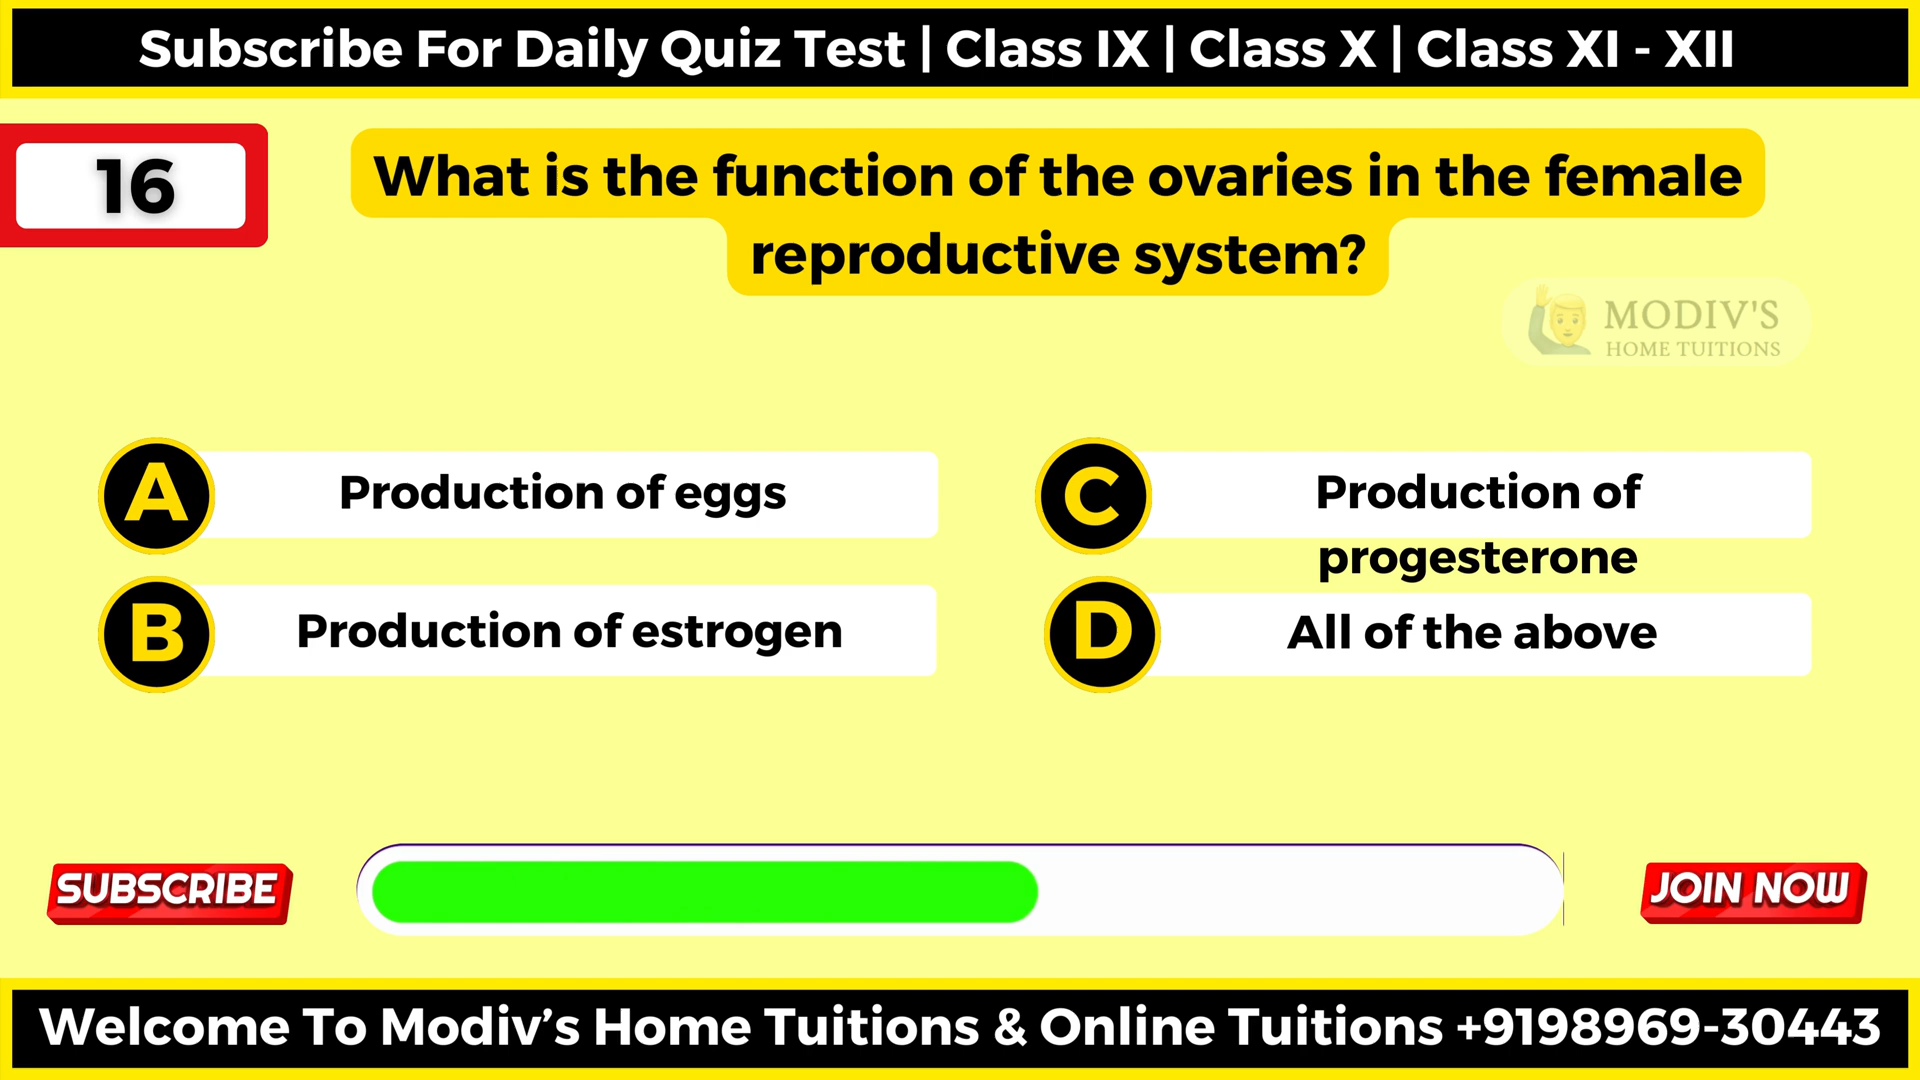 Subscribe For Daily Quiz Test | Class IX | Class X | Class XI - XII
16
What is the function of the ovaries in the female
reproductive system?
MODIV'S
HOME TUITIONS
A
Production of eggs
B
Production of estrogen
C
Production of
progesterone
D
All of the above
SUBSCRIBE
JOIN NOW
Welcome To Modiv’s Home Tuitions & Online Tuitions +9198969-30443